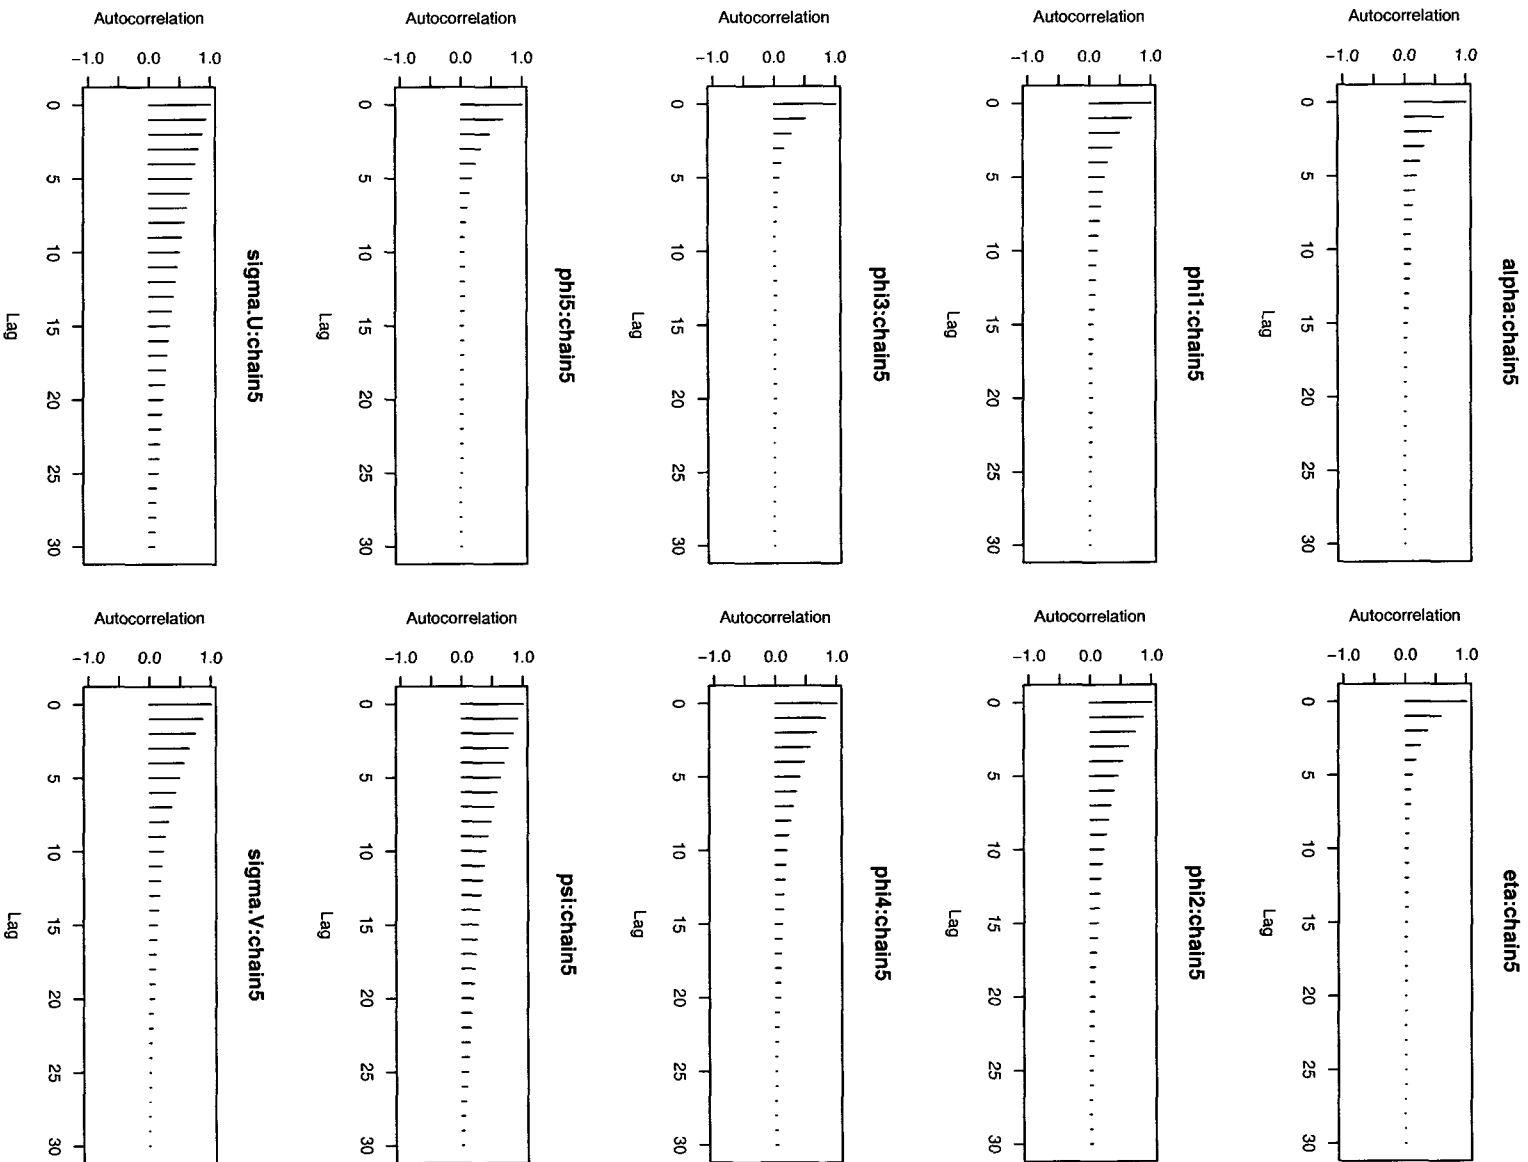 alpha:chain5
Autocorrelation
−1.0 0.0 1.0
0 5 10 15 20 25 30
Lag
eta:chain5
Autocorrelation
−1.0 0.0 1.0
0 5 10 15 20 25 30
Lag
phi1:chain5
Autocorrelation
−1.0 0.0 1.0
0 5 10 15 20 25 30
Lag
phi2:chain5
Autocorrelation
−1.0 0.0 1.0
0 5 10 15 20 25 30
Lag
phi3:chain5
Autocorrelation
−1.0 0.0 1.0
0 5 10 15 20 25 30
Lag
phi4:chain5
Autocorrelation
−1.0 0.0 1.0
0 5 10 15 20 25 30
Lag
phi5:chain5
Autocorrelation
−1.0 0.0 1.0
0 5 10 15 20 25 30
Lag
psi:chain5
Autocorrelation
−1.0 0.0 1.0
0 5 10 15 20 25 30
Lag
sigma.U:chain5
Autocorrelation
−1.0 0.0 1.0
0 5 10 15 20 25 30
Lag
sigma.V:chain5
Autocorrelation
−1.0 0.0 1.0
0 5 10 15 20 25 30
Lag